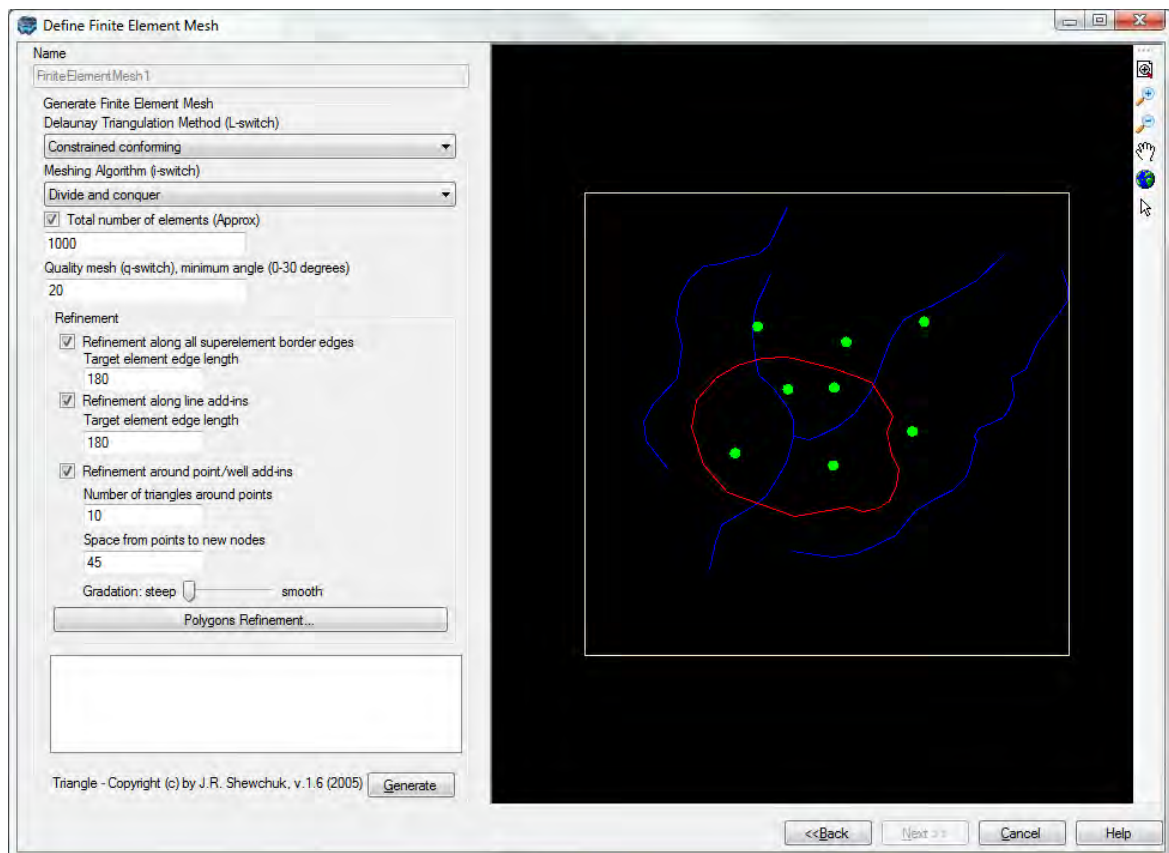 Define Finite Element Mesh
Name
FiniteElementMesh1
Generate Finite Element Mesh
Delaunay Triangulation Method (L-switch)
Constrained conforming
Meshing Algorithm (i-switch)
Divide and conquer
Total number of elements (Approx)
1000
Quality mesh (q-switch), minimum angle (0-30 degrees)
20
Refinement
Refinement along all superelement border edges
Target element edge length
180
Refinement along line add-ins
Target element edge length
180
Refinement around point/well add-ins
Number of triangles around points
10
Space from points to new nodes
45
Gradation: steep smooth
Polygons Refinement...
Triangle - Copyright (c) by J.R. Shewchuk, v.1.6 (2005) Generate
<<Back Next >> Cancel Help